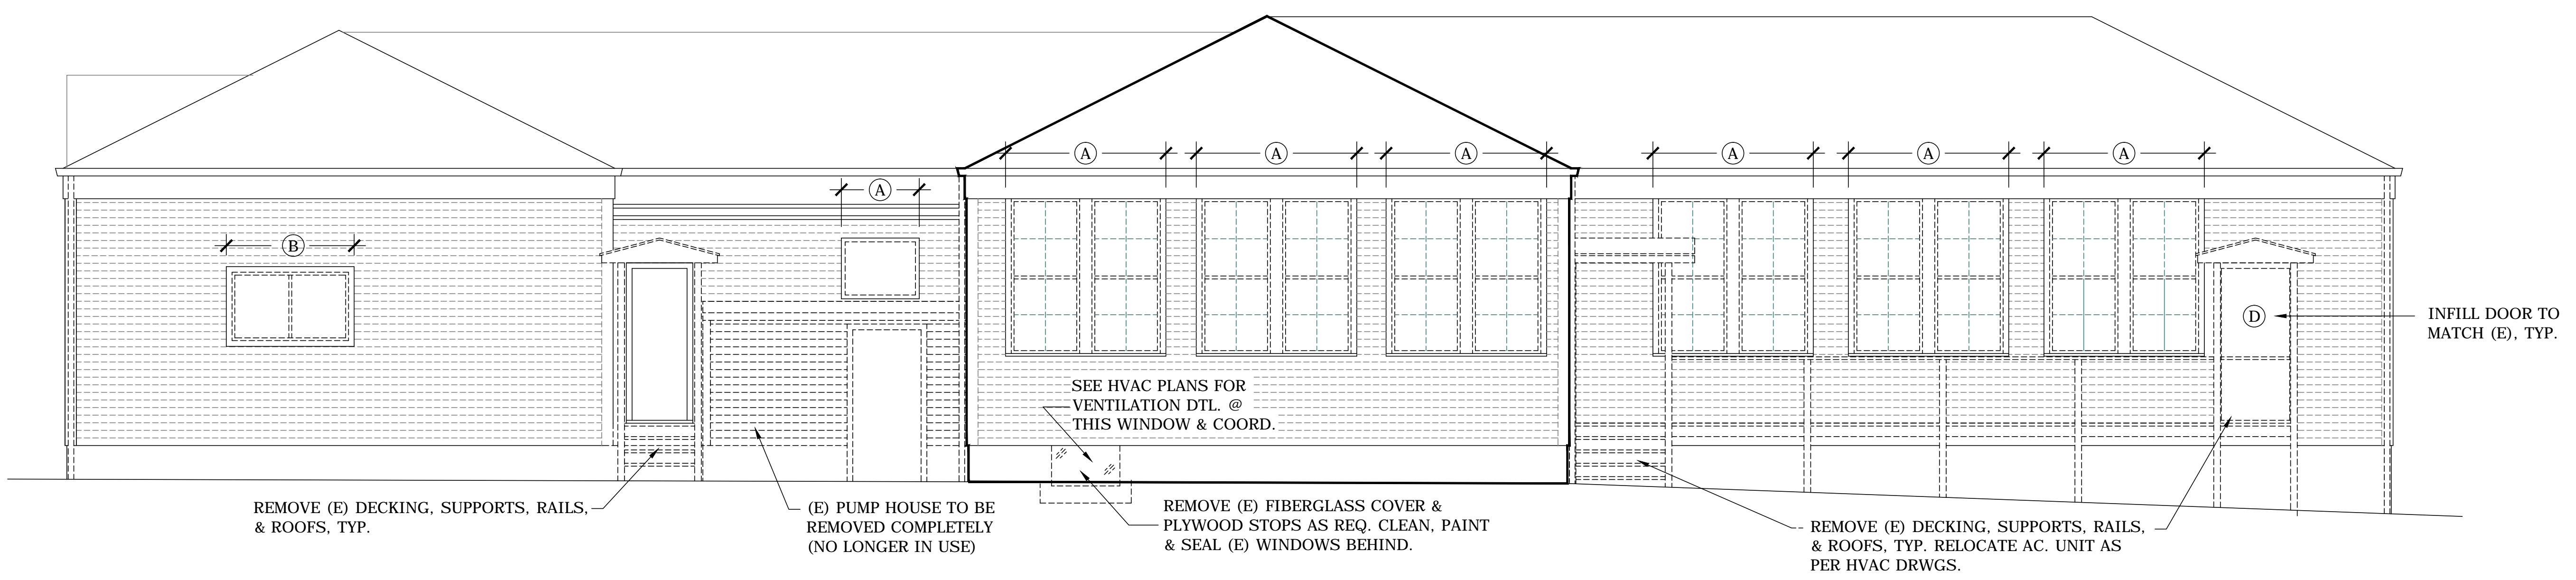 A
A
A
A
A
A
A
B
D
INFILL DOOR TO
MATCH (E), TYP.
SEE HVAC PLANS FOR
VENTILATION DTL. @
THIS WINDOW & COORD.
REMOVE (E) DECKING, SUPPORTS, RAILS,
& ROOFS, TYP.
(E) PUMP HOUSE TO BE
REMOVED COMPLETELY
(NO LONGER IN USE)
REMOVE (E) FIBERGLASS COVER &
PLYWOOD STOPS AS REQ. CLEAN, PAINT
& SEAL (E) WINDOWS BEHIND.
REMOVE (E) DECKING, SUPPORTS, RAILS,
& ROOFS, TYP. RELOCATE AC. UNIT AS
PER HVAC DRWGS.